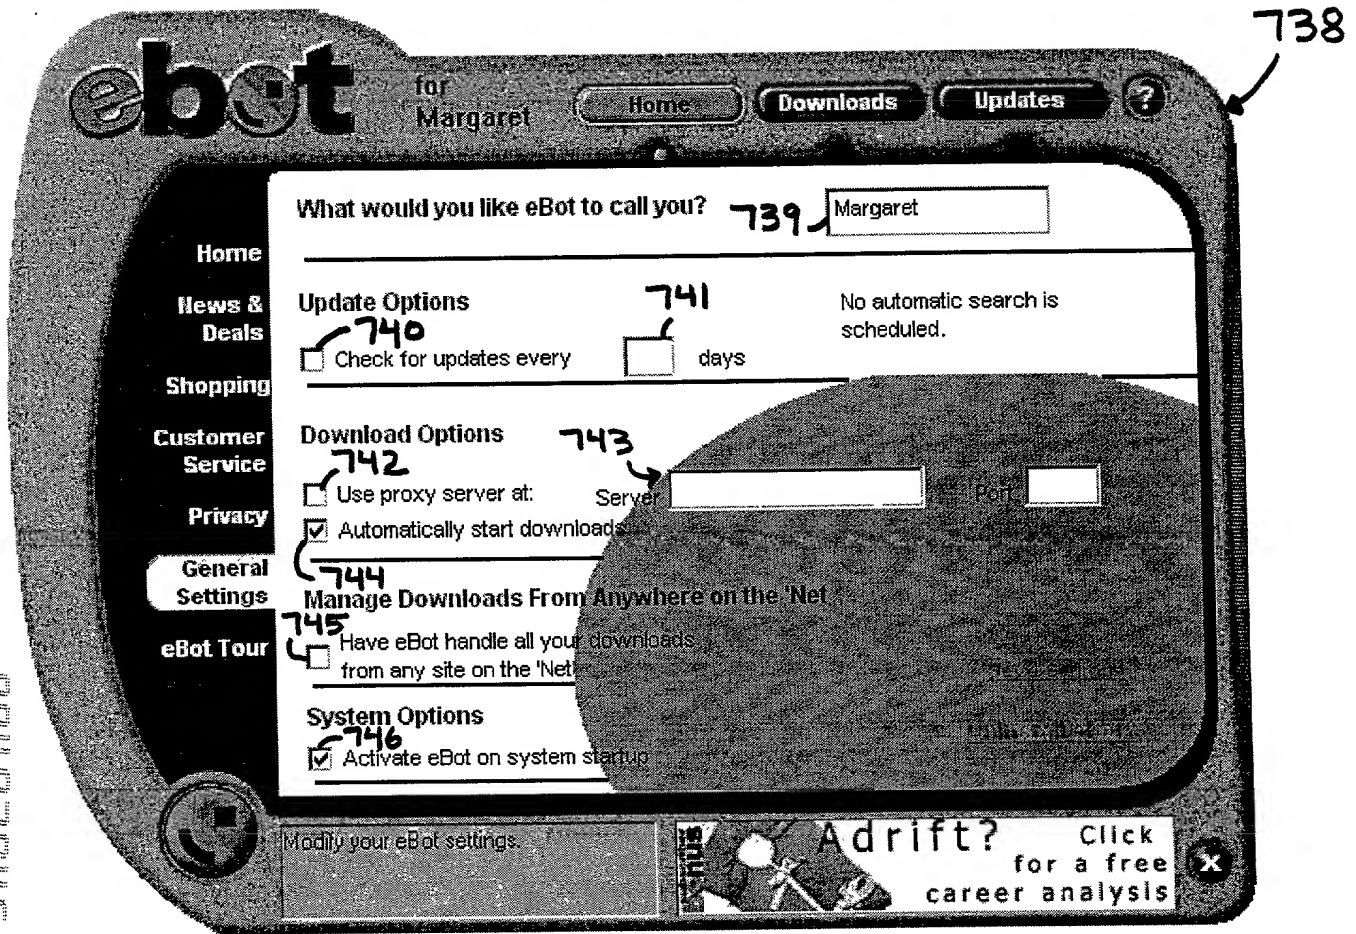 738
ebot
for
Margaret
Home
Downloads
Updates
?
What would you like eBot to call you?
739
Margaret
Home
News &
Deals
Shopping
Customer
Service
Privacy
General
Settings
eBot Tour
Update Options
741
No automatic search is
scheduled.
740
Check for updates every
days
Download Options
743
742
Use proxy server at:
Server
Port
Automatically start downloads
744
Manage Downloads From Anywhere on the 'Net
745
Have eBot handle all your downloads
from any site on the 'Net!
System Options
746
Activate eBot on system startup
Modify your eBot settings.
Adrift?
Click
for a free
career analysis
X